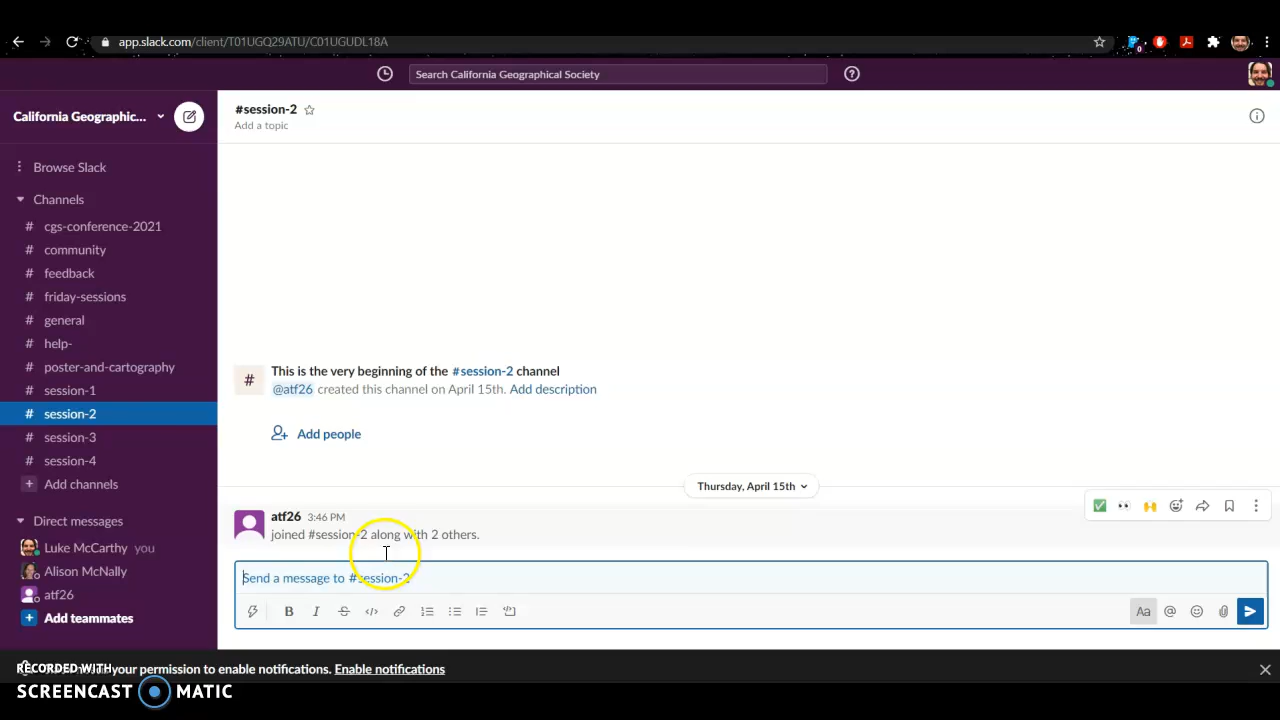 app.slack.com/client/T01UGQ29ATU/C01UGUDL18A
0
Search California Geographical Society
California Geographic...
#session-2
Add a topic
Browse Slack
Channels
# cgs-conference-2021
# community
# feedback
# friday-sessions
# general
# help-
# poster-and-cartography
# session-1
# session-2
# session-3
# session-4
+ Add channels
Direct messages
Luke McCarthy you
Alison McNally
atf26
+ Add teammates
# This is the very beginning of the #session-2 channel
@atf26 created this channel on April 15th. Add description
Add people
Thursday, April 15th
atf26 3:46 PM
joined #session-2 along with 2 others.
Send a message to #session-2
B I S </> Aa @
your permission to enable notifications. Enable notifications
RECORDED WITH
SCREENCAST MATIC